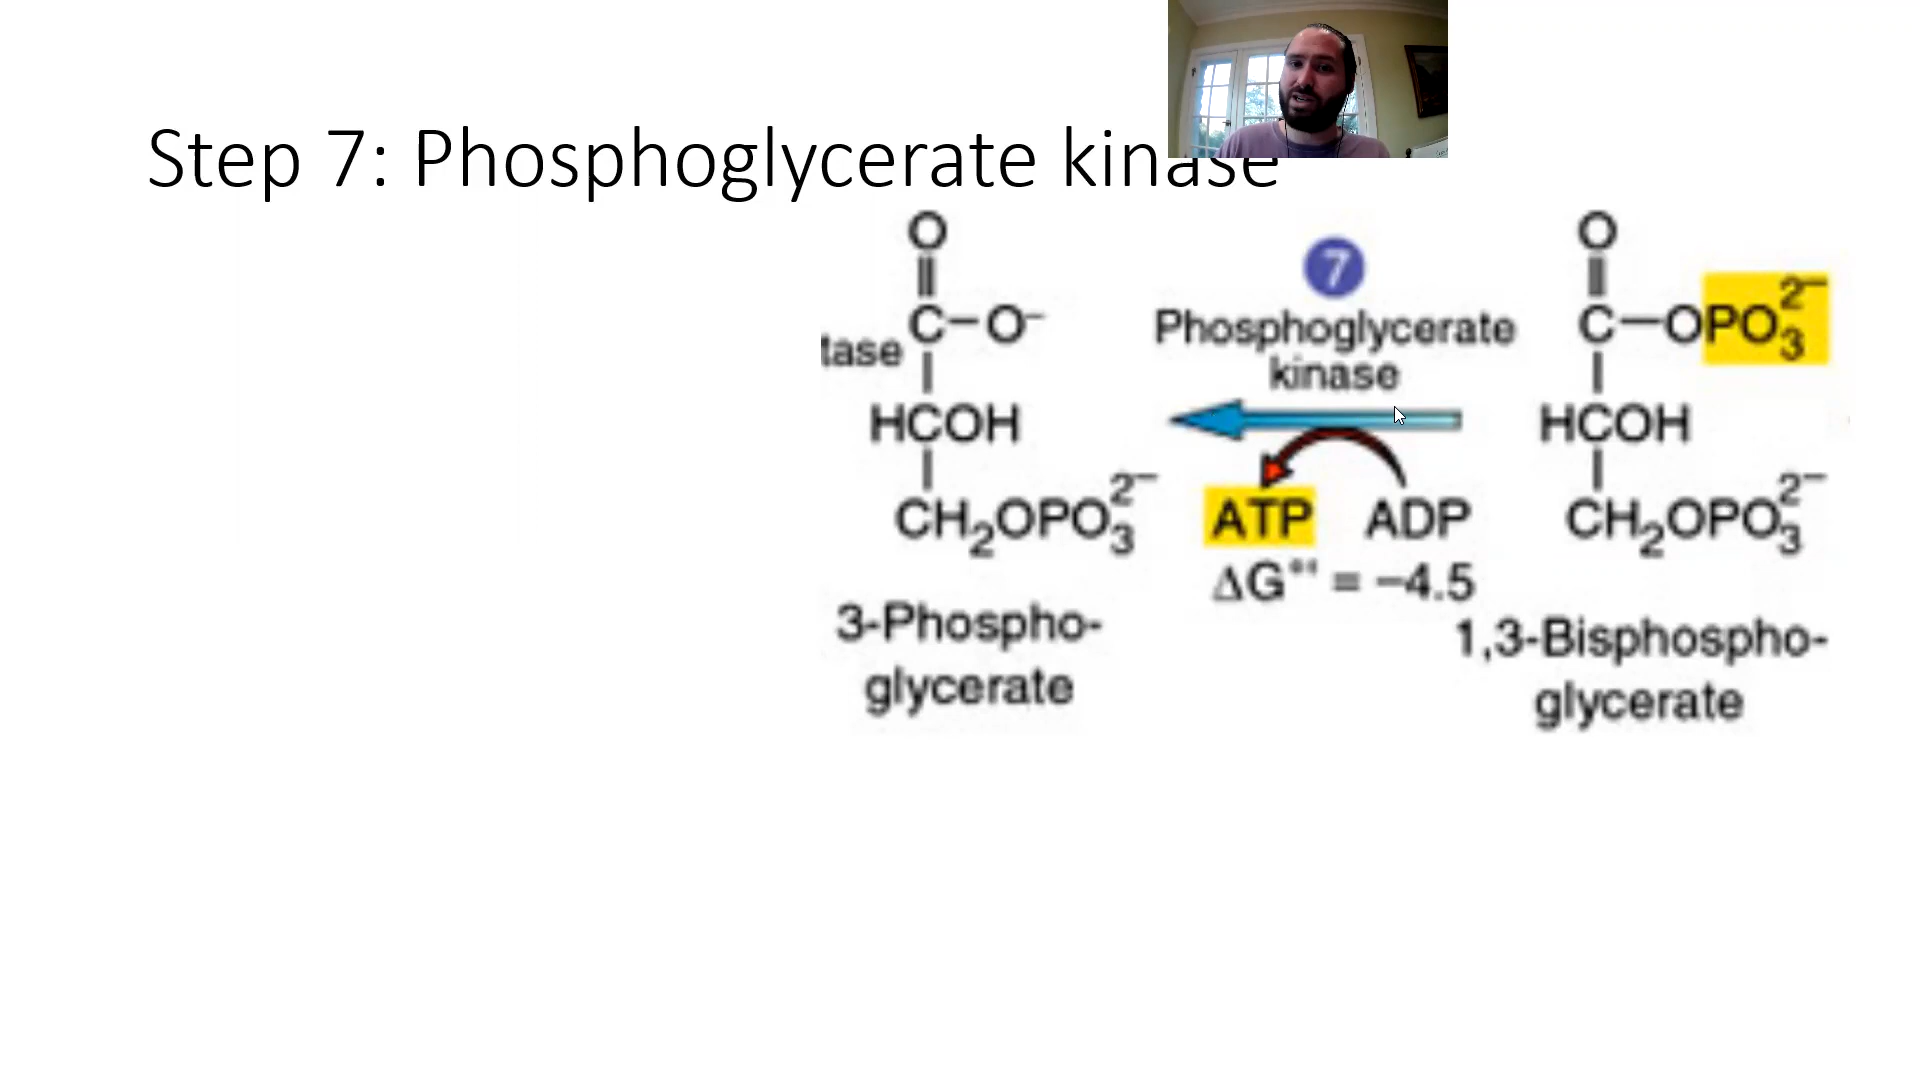 Step 7: Phosphoglycerate kinase
O
C–O⁻
tase
HCOH
CH₂OPO₃²⁻
3-Phospho-
glycerate
7
Phosphoglycerate
kinase
ATP ADP
ΔG°' = –4.5
O
C–OPO₃²⁻
HCOH
CH₂OPO₃²⁻
1,3-Bisphospho-
glycerate